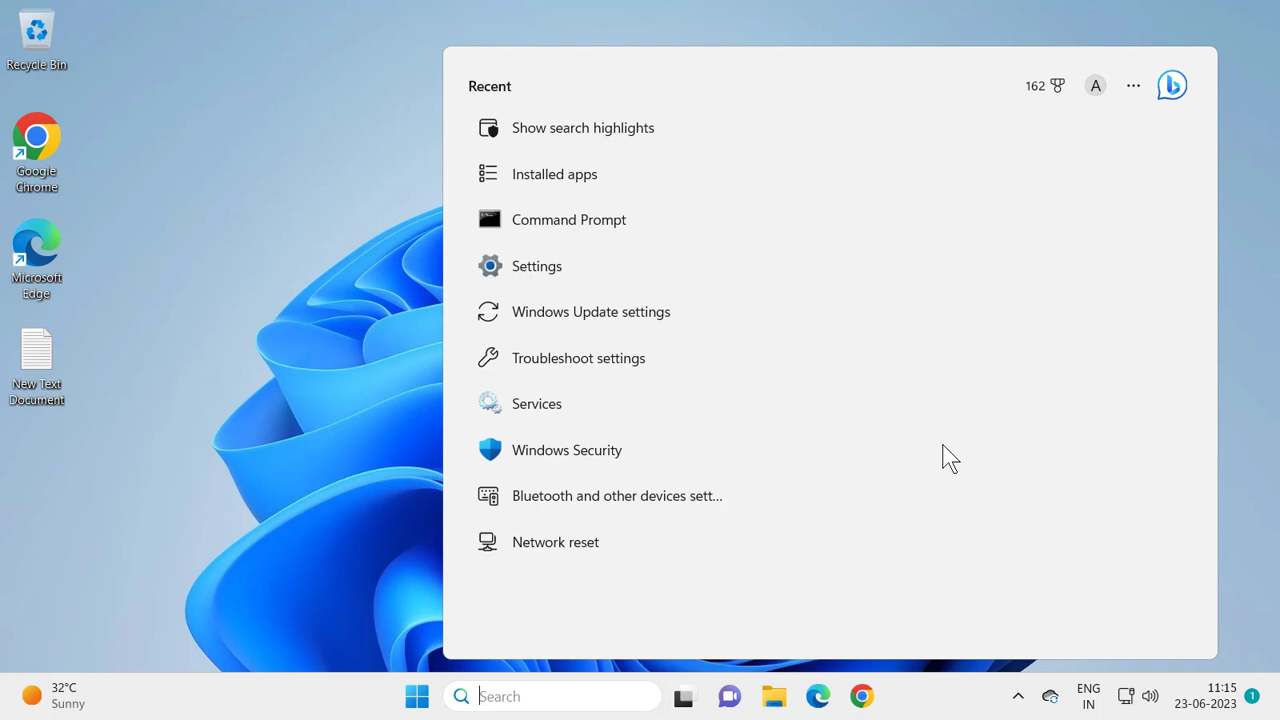 Recycle Bin
Google
Chrome
Microsoft
Edge
New Text
Document
Recent
162
A
Show search highlights
Installed apps
Command Prompt
Settings
Windows Update settings
Troubleshoot settings
Services
Windows Security
Bluetooth and other devices sett...
Network reset
32°C
Sunny
Search
ENG
IN
11:15
23-06-2023
1